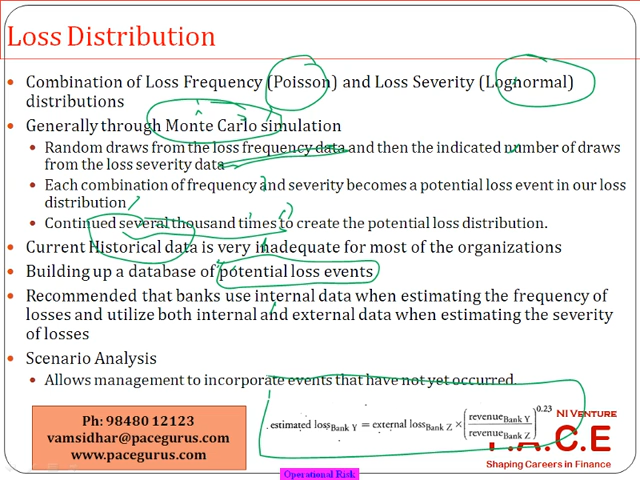 Loss Distribution
• Combination of Loss Frequency (Poisson) and Loss Severity (Lognormal)
distributions
• Generally through Monte Carlo simulation
• Random draws from the loss frequency data and then the indicated number of draws
from the loss severity data
• Each combination of frequency and severity becomes a potential loss event in our loss
distribution
• Continued several thousand times to create the potential loss distribution.
• Current Historical data is very inadequate for most of the organizations
• Building up a database of potential loss events
• Recommended that banks use internal data when estimating the frequency of
losses and utilize both internal and external data when estimating the severity
of losses
• Scenario Analysis
• Allows management to incorporate events that have not yet occurred.
estimated loss Bank Y = external loss Bank Z × (revenue Bank Y / revenue Bank Z)^0.23
Ph: 98480 12123
vamsidhar@pacegurus.com
www.pacegurus.com
NI VENTURE
P.A.C.E
Shaping Careers in Finance
Operational Risk